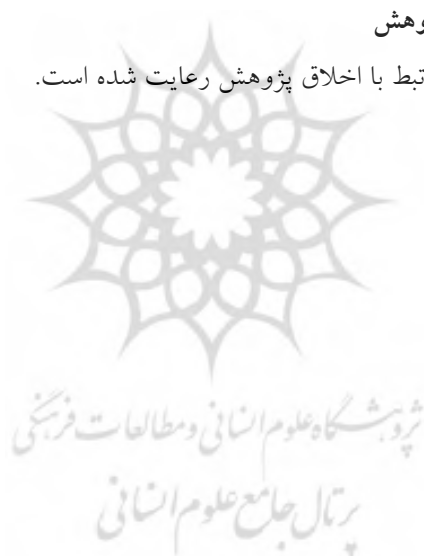 وهش
تبط با اخلاق پژوهش رعایت شده است.
پژوهشگاه علوم انسانی و مطالعات فرهنگی
پرتال جامع علوم انسانی